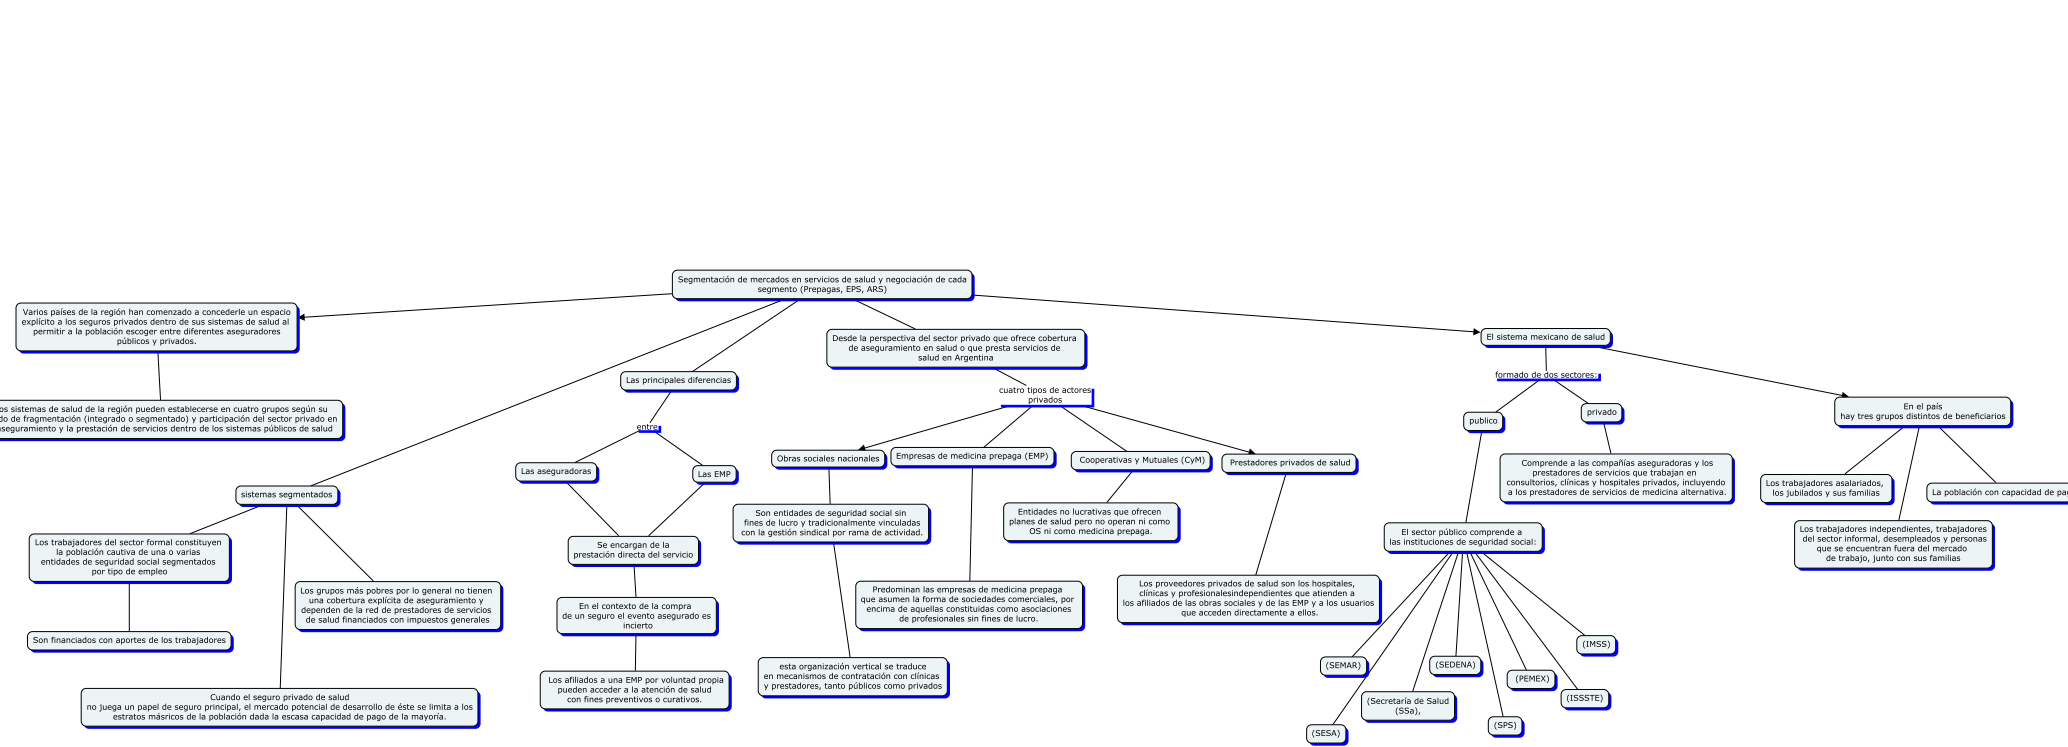 Segmentación de mercados en servicios de salud y negociación de cada
segmento (Prepagas, EPS, ARS)
Varios países de la región han comenzado a concederle un espacio
explícito a los seguros privados dentro de sus sistemas de salud al
permitir a la población escoger entre diferentes aseguradores
públicos y privados.
os sistemas de salud de la región pueden establecerse en cuatro grupos según su
do de fragmentación (integrado o segmentado) y participación del sector privado en
aseguramiento y la prestación de servicios dentro de los sistemas públicos de salud
sistemas segmentados
Los trabajadores del sector formal constituyen
la población cautiva de una o varias
entidades de seguridad social segmentados
por tipo de empleo
Son financiados con aportes de los trabajadores
Los grupos más pobres por lo general no tienen
una cobertura explícita de aseguramiento y
dependen de la red de prestadores de servicios
de salud financiados con impuestos generales
Cuando el seguro privado de salud
no juega un papel de seguro principal, el mercado potencial de desarrollo de éste se limita a los
estratos másricos de la población dada la escasa capacidad de pago de la mayoría.
Las principales diferencias
entre
Las aseguradoras
Las EMP
Se encargan de la
prestación directa del servicio
En el contexto de la compra
de un seguro el evento asegurado es
incierto
Los afiliados a una EMP por voluntad propia
pueden acceder a la atención de salud
con fines preventivos o curativos.
Desde la perspectiva del sector privado que ofrece cobertura
de aseguramiento en salud o que presta servicios de
salud en Argentina
cuatro tipos de actores
privados
Obras sociales nacionales
Empresas de medicina prepaga (EMP)
Cooperativas y Mutuales (CyM)
Prestadores privados de salud
Son entidades de seguridad social sin
fines de lucro y tradicionalmente vinculadas
con la gestión sindical por rama de actividad.
esta organización vertical se traduce
en mecanismos de contratación con clínicas
y prestadores, tanto públicos como privados
Predominan las empresas de medicina prepaga
que asumen la forma de sociedades comerciales, por
encima de aquellas constituidas como asociaciones
de profesionales sin fines de lucro.
Entidades no lucrativas que ofrecen
planes de salud pero no operan ni como
OS ni como medicina prepaga.
Los proveedores privados de salud son los hospitales,
clínicas y profesionalesindependientes que atienden a
los afiliados de las obras sociales y de las EMP y a los usuarios
que acceden directamente a ellos.
El sistema mexicano de salud
formado de dos sectores:
publico
privado
Comprende a las compañías aseguradoras y los
prestadores de servicios que trabajan en
consultorios, clínicas y hospitales privados, incluyendo
a los prestadores de servicios de medicina alternativa.
El sector público comprende a
las instituciones de seguridad social:
(SEMAR)
(SESA)
(Secretaría de Salud
(SSa),
(SEDENA)
(SPS)
(PEMEX)
(ISSSTE)
(IMSS)
En el país
hay tres grupos distintos de beneficiarios
Los trabajadores asalariados,
los jubilados y sus familias
Los trabajadores independientes, trabajadores
del sector informal, desempleados y personas
que se encuentran fuera del mercado
de trabajo, junto con sus familias
La población con capacidad de pag